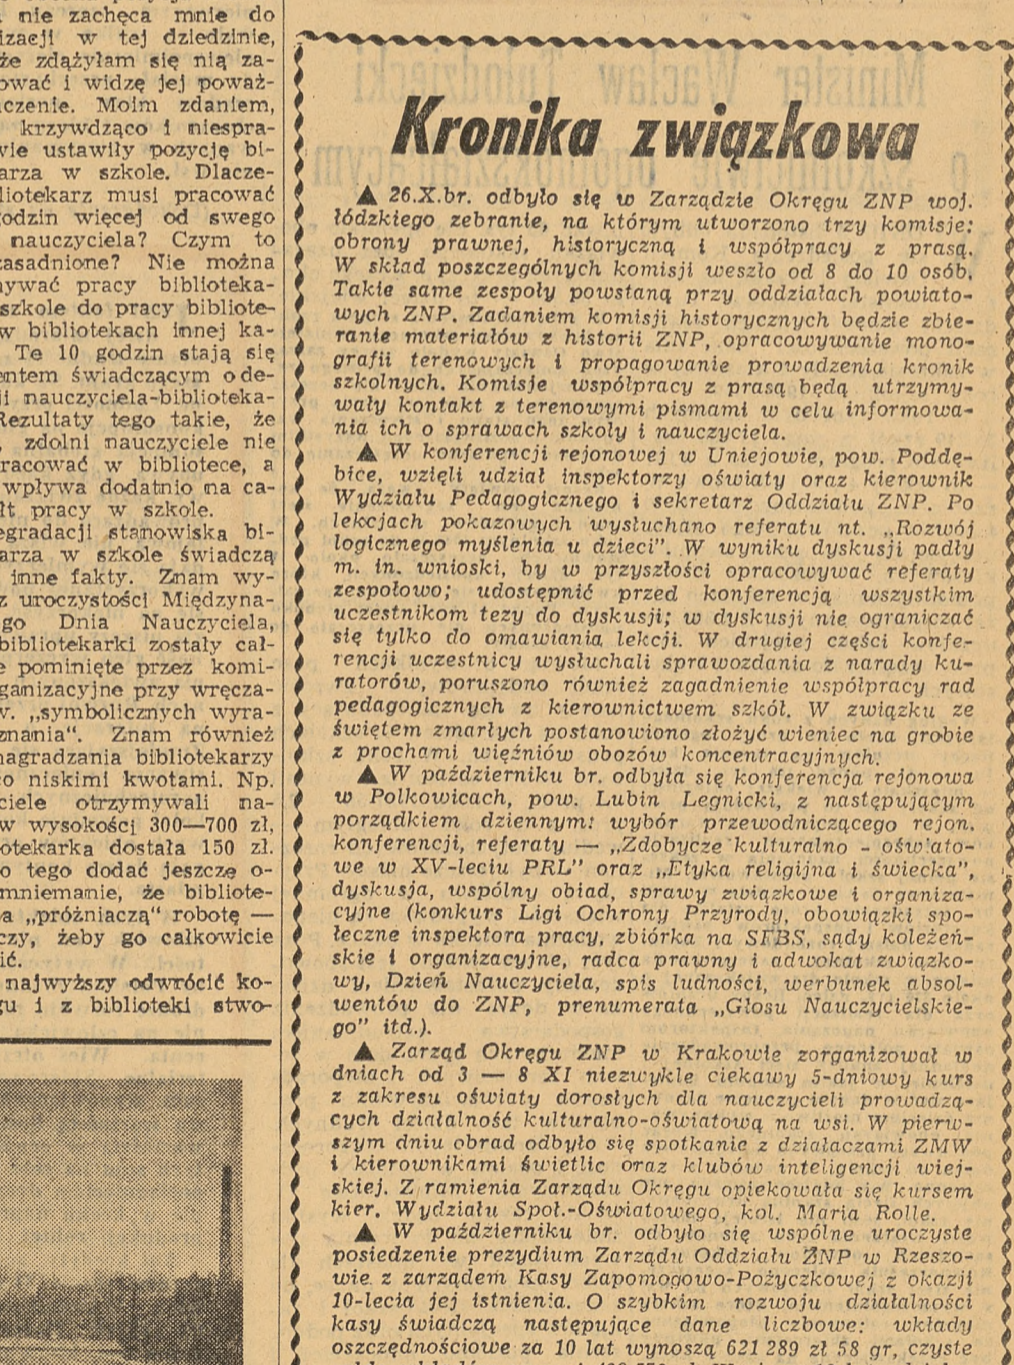 nie zachęca mnie do
izacji w tej dziedzinie,
że zdążyłam się nią za-
ować i widzę jej poważ-
czenie. Moim zdaniem,
krzywdząco i niespra-
wie ustawiły pozycję bi-
arza w szkole. Dlacze-
liotekarz musi pracować
godzin więcej od swego
nauczyciela? Czym to
zasadnione? Nie można
nywać pracy biblioteka-
szkole do pracy bibliote-
w bibliotekach innej ka-
Te 10 godzin stają się
entem świadczącym o de-
ji nauczyciela-biblioteka-
Rezultaty tego takie, że
, zdolni nauczyciele nie
racować w bibliotece, a
wpływa dodatnio na ca-
łt pracy w szkole.
egradacji stanowiska bi-
arza w szkole świadczą
inne fakty. Znam wy-
z uroczystości Międzyna-
go Dnia Nauczyciela,
bibliotekarki zostały cał-
e pominięte przez komi-
ganizacyjne przy wręcza-
w. „symbolicznych wyra-
znania“. Znam również
nagradzania bibliotekarzy
o niskimi kwotami. Np.
ciele otrzymywali na-
w wysokości 300—700 zł,
otekarka dostała 150 zł.
o tego dodać jeszcze o-
mniemanie, że bibliote-
a „próżniaczą“ robotę —
czy, żeby go całkowicie
ić.
najwyższy odwrócić ko-
gu i z biblioteki stwo-
Kronika związkowa
▲ 26.X.br. odbyło się w Zarządzie Okręgu ZNP woj.
łódzkiego zebranie, na którym utworzono trzy komisje:
obrony prawnej, historyczną i współpracy z prasą.
W skład poszczególnych komisji weszło od 8 do 10 osób.
Takie same zespoły powstaną przy oddziałach powiato-
wych ZNP. Zadaniem komisji historycznych będzie zbie-
ranie materiałów z historii ZNP, opracowywanie mono-
grafii terenowych i propagowanie prowadzenia kronik
szkolnych. Komisje współpracy z prasą będą utrzymy-
wały kontakt z terenowymi pismami w celu informowa-
nia ich o sprawach szkoły i nauczyciela.
▲ W konferencji rejonowej w Uniejowie, pow. Poddę-
bice, wzięli udział inspektorzy oświaty oraz kierownik
Wydziału Pedagogicznego i sekretarz Oddziału ZNP. Po
lekcjach pokazowych wysłuchano referatu nt. „Rozwój
logicznego myślenia u dzieci”. W wyniku dyskusji padły
m. in. wnioski, by w przyszłości opracowywać referaty
zespołowo; udostępnić przed konferencją wszystkim
uczestnikom tezy do dyskusji; w dyskusji nie ograniczać
się tylko do omawiania lekcji. W drugiej części konfe-
rencji uczestnicy wysłuchali sprawozdania z narady ku-
ratorów, poruszono również zagadnienie współpracy rad
pedagogicznych z kierownictwem szkół. W związku ze
świętem zmarłych postanowiono złożyć wieniec na grobie
z prochami więźniów obozów koncentracyjnych.
▲ W październiku br. odbyła się konferencja rejonowa
w Polkowicach, pow. Lubin Legnicki, z następującym
porządkiem dziennym: wybór przewodniczącego rejon.
konferencji, referaty — „Zdobycze kulturalno - oświato-
we w XV-leciu PRL” oraz „Etyka religijna i świecka”,
dyskusja, wspólny obiad, sprawy związkowe i organiza-
cyjne (konkurs Ligi Ochrony Przyrody, obowiązki spo-
łeczne inspektora pracy, zbiórka na SFBS, sądy koleżeń-
skie i organizacyjne, radca prawny i adwokat związko-
wy, Dzień Nauczyciela, spis ludności, werbunek absol-
wentów do ZNP, prenumerata „Głosu Nauczycielskie-
go” itd.).
▲ Zarząd Okręgu ZNP w Krakowie zorganizował w
dniach od 3 — 8 XI niezwykle ciekawy 5-dniowy kurs
z zakresu oświaty dorosłych dla nauczycieli prowadzą-
cych działalność kulturalno-oświatową na wsi. W pierw-
szym dniu obrad odbyło się spotkanie z działaczami ZMW
i kierownikami świetlic oraz klubów inteligencji wiej-
skiej. Z ramienia Zarządu Okręgu opiekowała się kursem
kier. Wydziału Społ.-Oświatowego, kol. Maria Rolle.
▲ W październiku br. odbyło się wspólne uroczyste
posiedzenie prezydium Zarządu Oddziału ZNP w Rzeszo-
wie z zarządem Kasy Zapomogowo-Pożyczkowej z okazji
10-lecia jej istnienia. O szybkim rozwoju działalności
kasy świadczą następujące dane liczbowe: wkłady
oszczędnościowe za 10 lat wynoszą 621 289 zł 58 gr, czyste